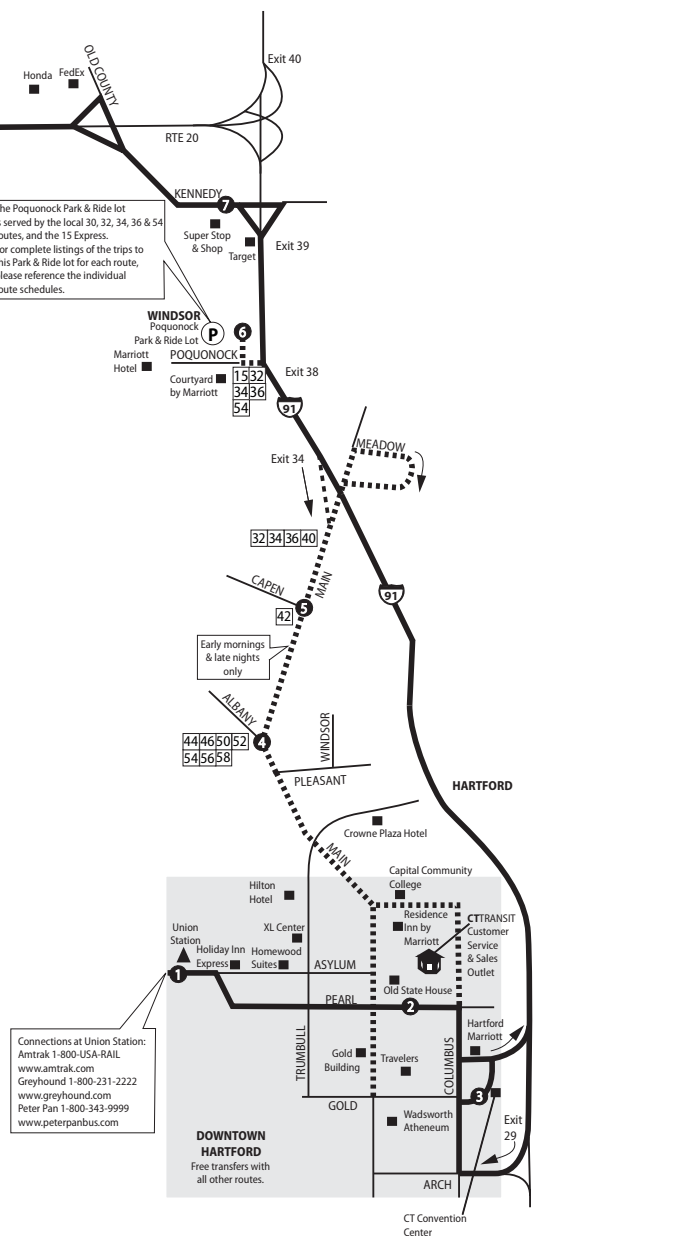 Exit 40
OLD COUNTY
Honda
FedEx
RTE 20
KENNEDY
7
he Poquonock Park & Ride lot
s served by the local 30, 32, 34, 36 & 54
outes, and the 15 Express.
or complete listings of the trips to
his Park & Ride lot for each route,
lease reference the individual
oute schedules.
Super Stop
& Shop
Target
Exit 39
WINDSOR
Poquonock
Park & Ride Lot
P
6
Marriott
Hotel
POQUONOCK
Courtyard
by Marriott
15 32
34 36
54
Exit 38
91
MEADOW
Exit 34
32 34 36 40
MAIN
CAPEN
5
42
91
Early mornings
& late nights
only
ALBANY
44 46 50 52
54 56 58
4
WINDSOR
PLEASANT
HARTFORD
Crowne Plaza Hotel
MAIN
Capital Community
College
Hilton
Hotel
Residence
Inn by
Marriott
CTTRANSIT
Customer
Service
& Sales
Outlet
Union
Station
XL Center
Holiday Inn
Express
Homewood
Suites
ASYLUM
1
Old State House
PEARL
2
Connections at Union Station:
Amtrak 1-800-USA-RAIL
www.amtrak.com
Greyhound 1-800-231-2222
www.greyhound.com
Peter Pan 1-800-343-9999
www.peterpanbus.com
TRUMBULL
Gold
Building
Travelers
COLUMBUS
Hartford
Marriott
3
GOLD
Wadsworth
Atheneum
Exit
29
DOWNTOWN
HARTFORD
Free transfers with
all other routes.
ARCH
CT Convention
Center